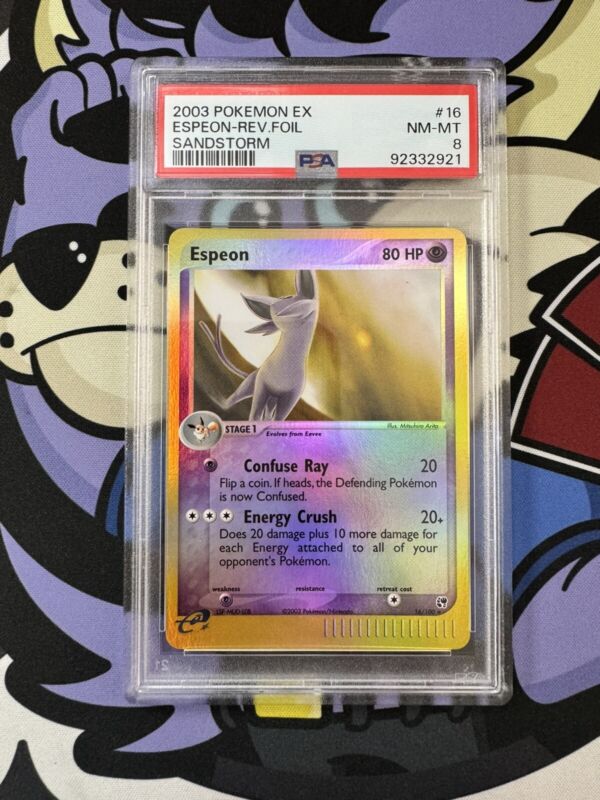 2003 POKEMON EX #16
ESPEON-REV.FOIL NM-MT
SANDSTORM 8
PSA 92332921
Espeon 80 HP
Illus. Mitsuhiro Arita
STAGE 1 Evolves from Eevee
Confuse Ray 20
Flip a coin. If heads, the Defending Pokémon
is now Confused.
Energy Crush 20+
Does 20 damage plus 10 more damage for
each Energy attached to all of your
opponent's Pokémon.
weakness resistance retreat cost
©2003 Pokémon/Nintendo 16/100
e